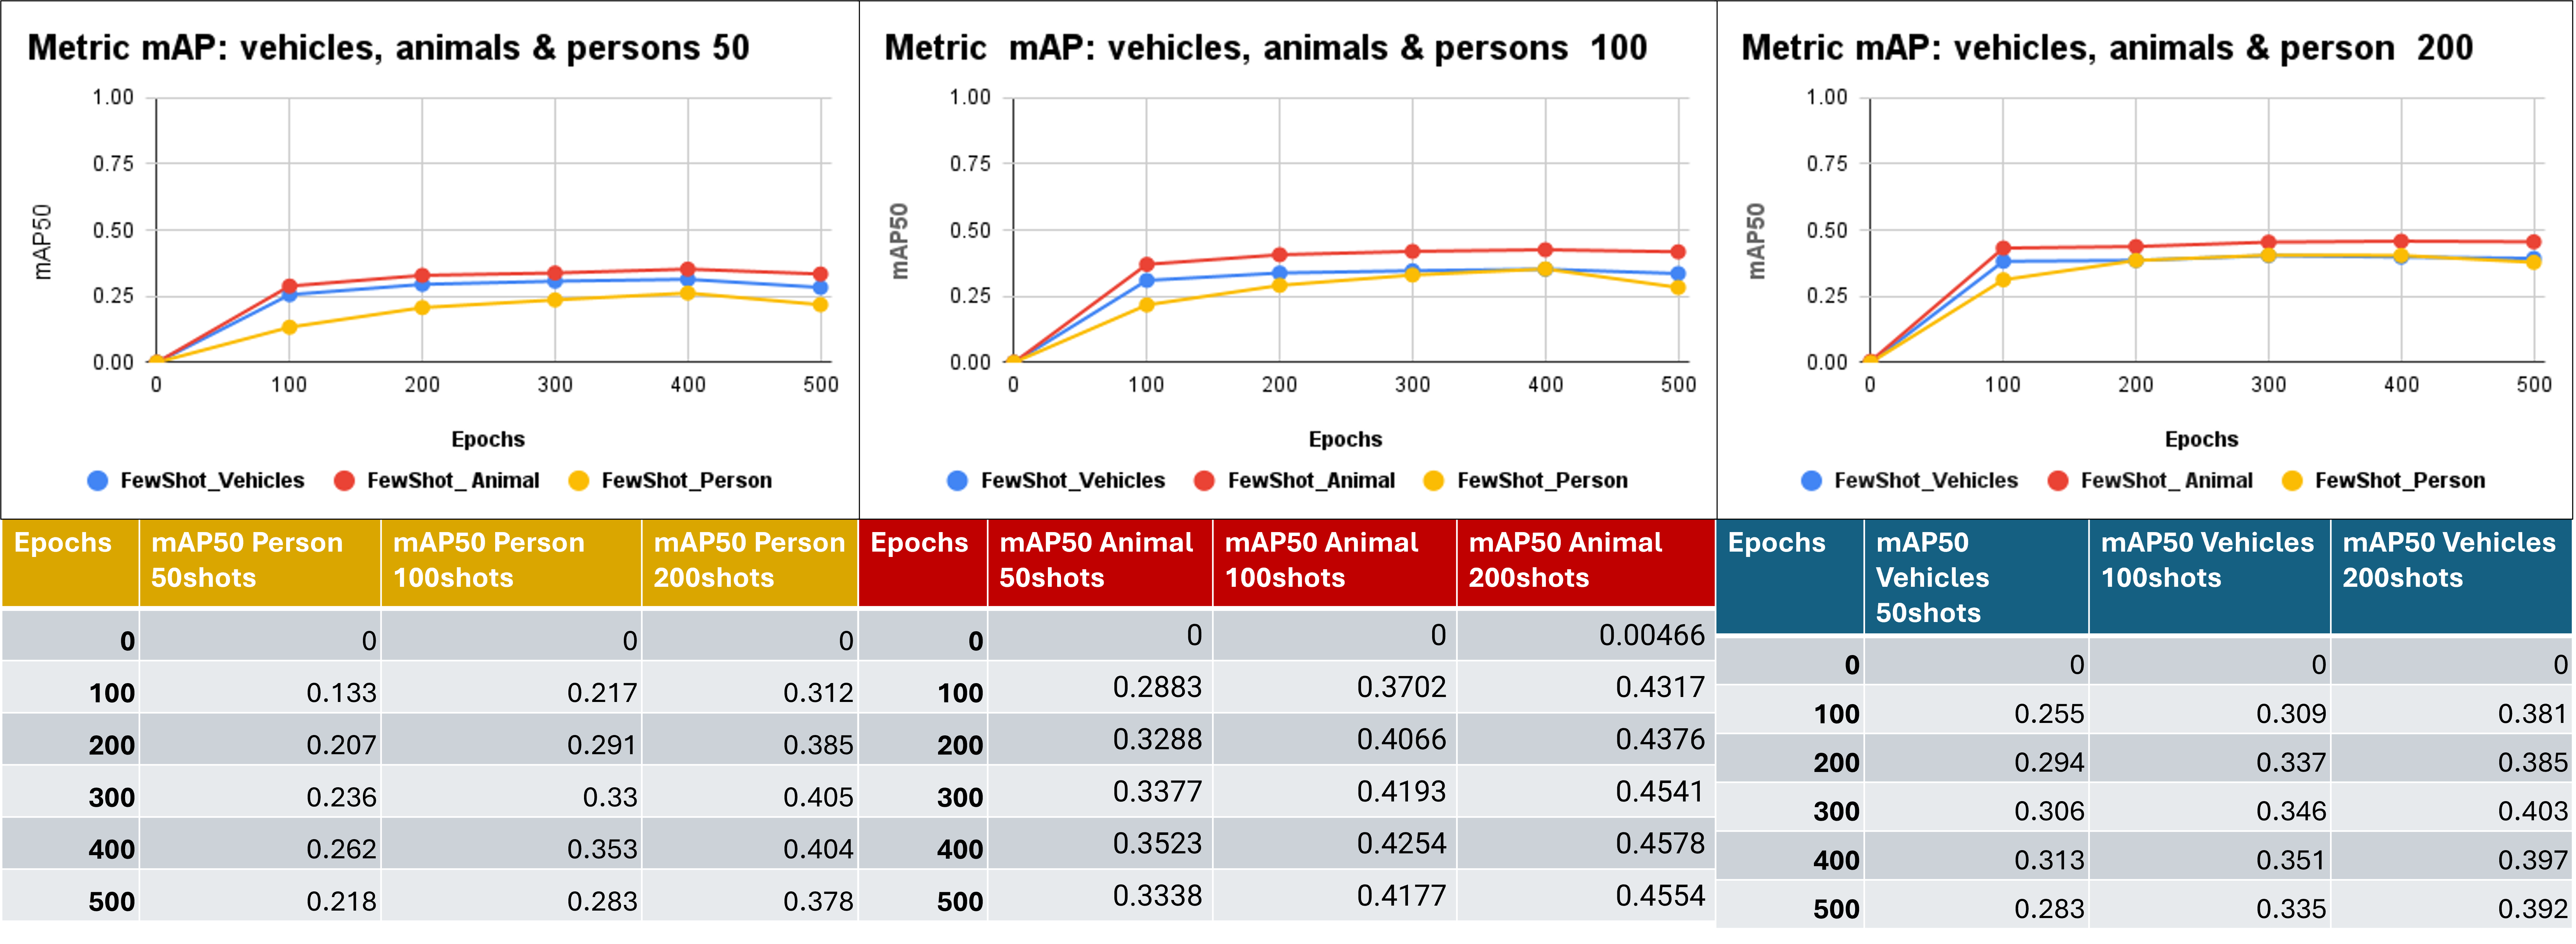 Metric mAP: vehicles, animals & persons 50
1.00
0.75
0.50
0.25
0.00
mAP50
0 100 200 300 400 500
Epochs
FewShot_Vehicles FewShot_ Animal FewShot_Person
Metric mAP: vehicles, animals & persons 100
1.00
0.75
0.50
0.25
0.00
mAP50
0 100 200 300 400 500
Epochs
FewShot_Vehicles FewShot_Animal FewShot_Person
Metric mAP: vehicles, animals & person 200
1.00
0.75
0.50
0.25
0.00
mAP50
0 100 200 300 400 500
Epochs
FewShot_Vehicles FewShot_ Animal FewShot_Person
Epochs mAP50 Person 50shots mAP50 Person 100shots mAP50 Person 200shots
0 0 0 0
100 0.133 0.217 0.312
200 0.207 0.291 0.385
300 0.236 0.33 0.405
400 0.262 0.353 0.404
500 0.218 0.283 0.378
Epochs mAP50 Animal 50shots mAP50 Animal 100shots mAP50 Animal 200shots
0 0 0 0.00466
100 0.2883 0.3702 0.4317
200 0.3288 0.4066 0.4376
300 0.3377 0.4193 0.4541
400 0.3523 0.4254 0.4578
500 0.3338 0.4177 0.4554
Epochs mAP50 Vehicles 50shots mAP50 Vehicles 100shots mAP50 Vehicles 200shots
0 0 0 0
100 0.255 0.309 0.381
200 0.294 0.337 0.385
300 0.306 0.346 0.403
400 0.313 0.351 0.397
500 0.283 0.335 0.392